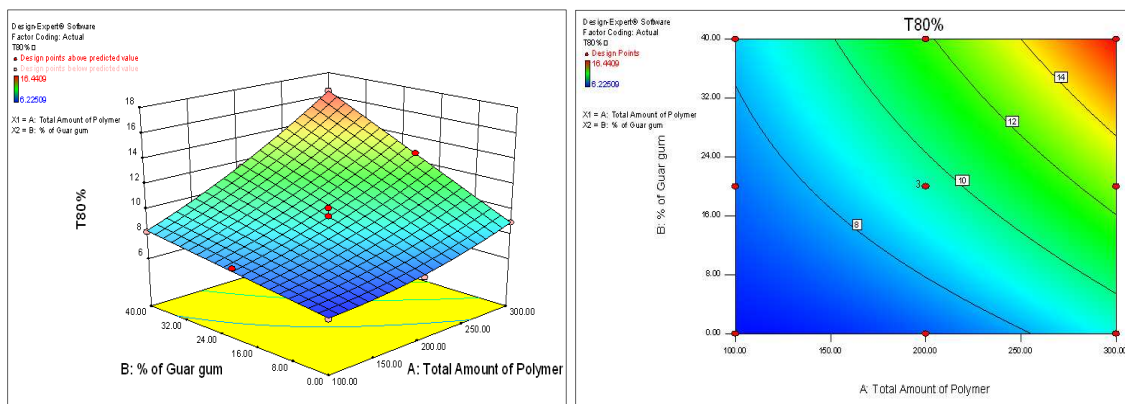 Design-Expert® Software
Factor Coding: Actual
T80% □
Design points above predicted value
Design points below predicted value
16.4409
6.22509
X1 = A: Total Amount of Polymer
X2 = B: % of Guar gum
18
16
14
12
10
8
6
T80%
40.00
32.00
24.00
16.00
8.00
0.00
100.00
150.00
200.00
250.00
300.00
B: % of Guar gum
A: Total Amount of Polymer
Design-Expert® Software
Factor Coding: Actual
T80% □
Design Points
16.4409
6.22509
X1 = A: Total Amount of Polymer
X2 = B: % of Guar gum
T80%
40.00
32.00
24.00
16.00
8.00
0.00
B: % of Guar gum
14
12
10
8
3
100.00
150.00
200.00
250.00
300.00
A: Total Amount of Polymer